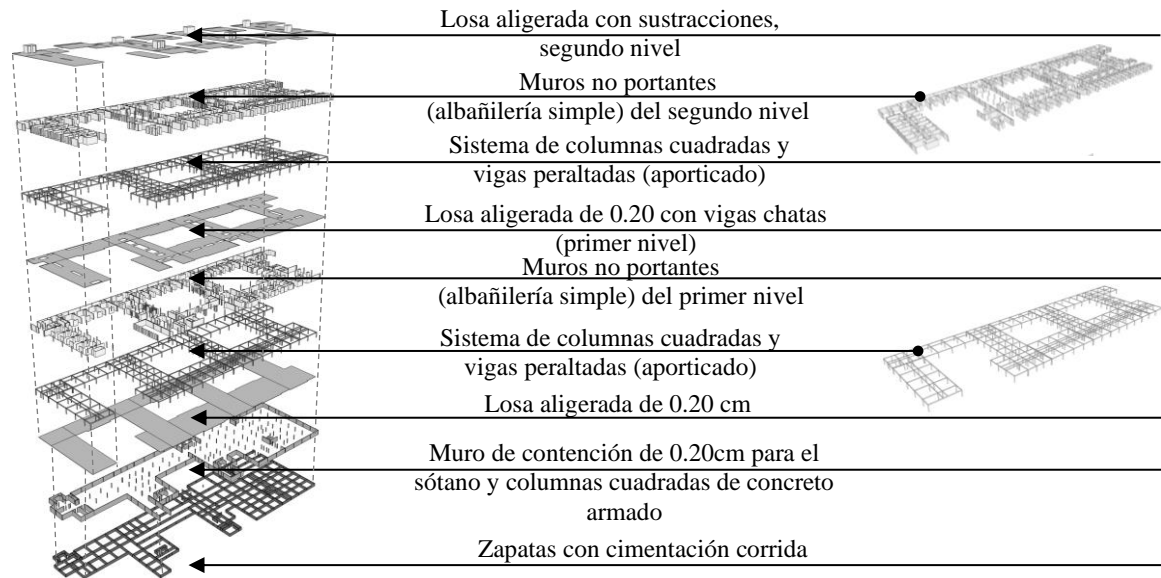 Losa aligerada con sustracciones,
segundo nivel
Muros no portantes
(albañilería simple) del segundo nivel
Sistema de columnas cuadradas y
vigas peraltadas (aporticado)
Losa aligerada de 0.20 con vigas chatas
(primer nivel)
Muros no portantes
(albañilería simple) del primer nivel
Sistema de columnas cuadradas y
vigas peraltadas (aporticado)
Losa aligerada de 0.20 cm
Muro de contención de 0.20cm para el
sótano y columnas cuadradas de concreto
armado
Zapatas con cimentación corrida